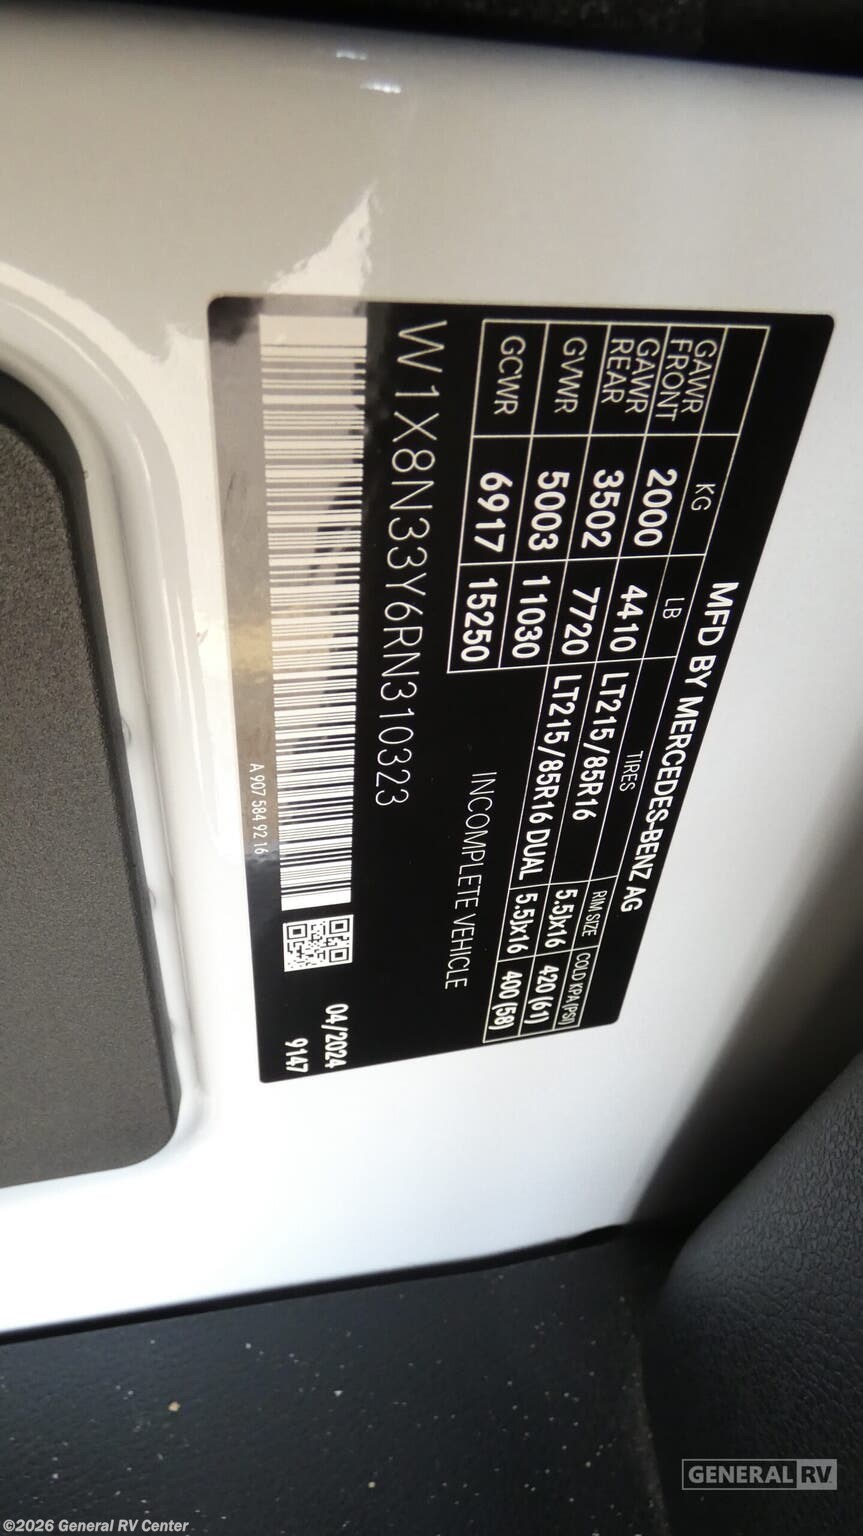 MFD BY MERCEDES-BENZ AG
KG LB TIRES RIM SIZE COLD KPA(PSI)
GAWR FRONT 2000 4410 LT215/85R16 5.5Jx16 420 (61)
GAWR REAR 3502 7720 LT215/85R16 DUAL 5.5Jx16 400 (58)
GVWR 5003 11030
GCWR 6917 15250
INCOMPLETE VEHICLE
W1X8N33Y6RN310323
04/2024
9147
A 907 584 92 16
GENERAL RV
©2026 General RV Center